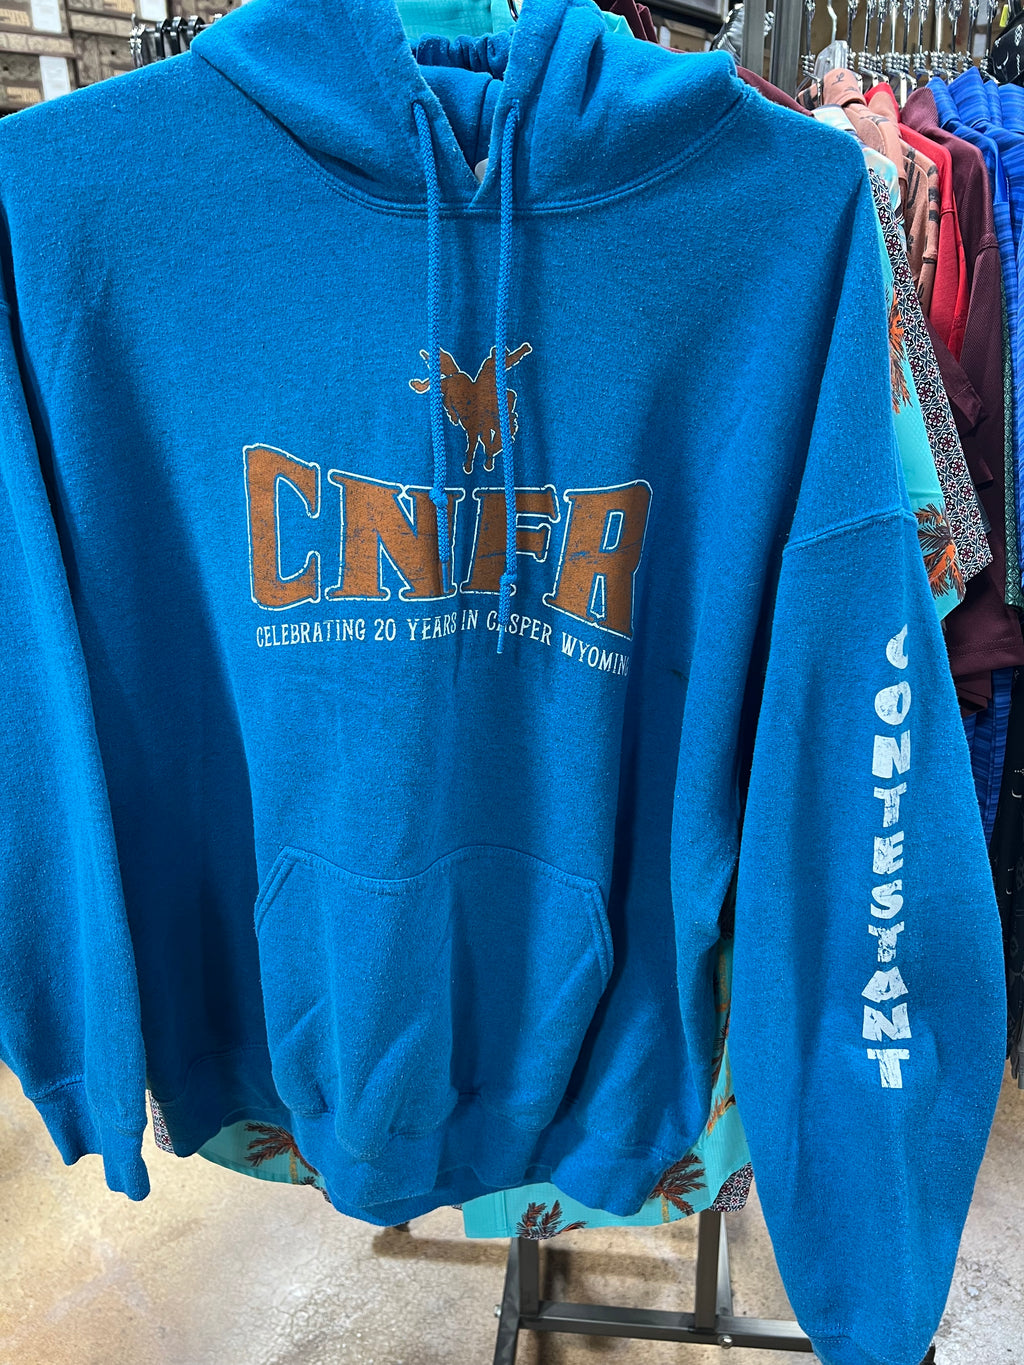 CNFR
CELEBRATING 20 YEARS IN CASPER WYOMING
CONTESTANT